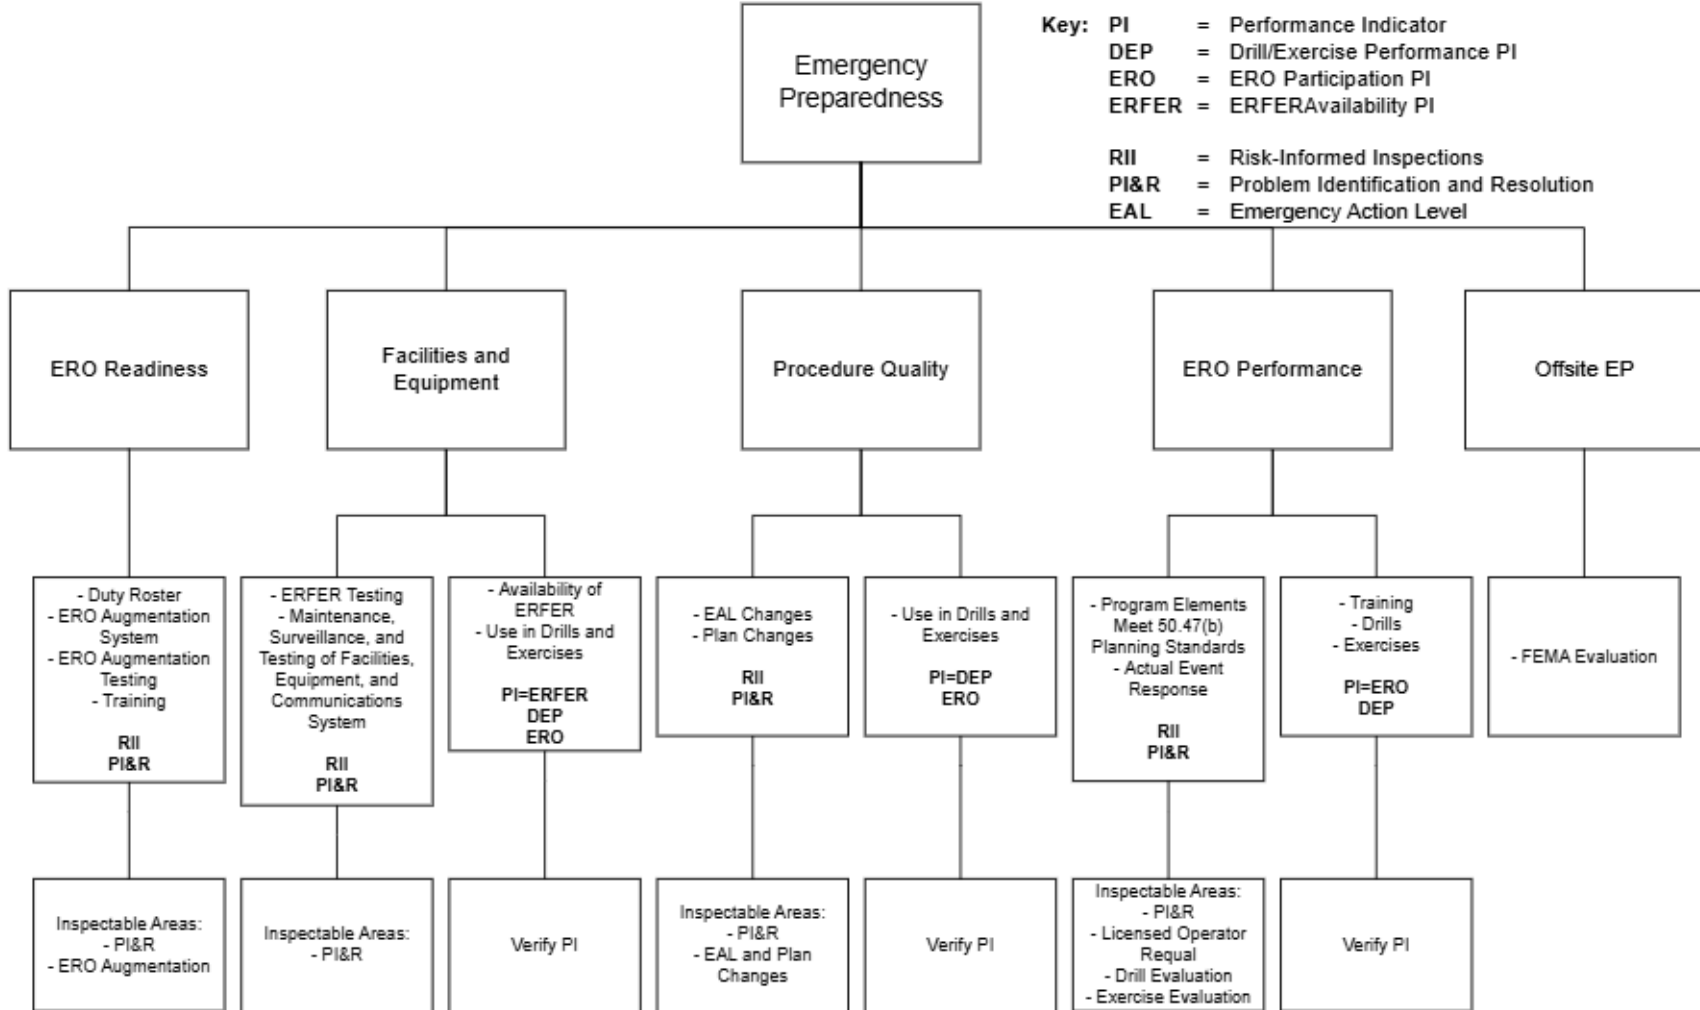 Emergency
Preparedness
Key: PI = Performance Indicator
DEP = Drill/Exercise Performance PI
ERO = ERO Participation PI
ERFER = ERFERAvailability PI
RII = Risk-Informed Inspections
PI&R = Problem Identification and Resolution
EAL = Emergency Action Level
ERO Readiness
Facilities and
Equipment
Procedure Quality
ERO Performance
Offsite EP
- Duty Roster
- ERO Augmentation
System
- ERO Augmentation
Testing
- Training
RII
PI&R
- ERFER Testing
- Maintenance,
Surveillance, and
Testing of Facilities,
Equipment, and
Communications
System
RII
PI&R
- Availability of
ERFER
- Use in Drills and
Exercises
PI=ERFER
DEP
ERO
- EAL Changes
- Plan Changes
RII
PI&R
- Use in Drills and
Exercises
PI=DEP
ERO
- Program Elements
Meet 50.47(b)
Planning Standards
- Actual Event
Response
RII
PI&R
- Training
- Drills
- Exercises
PI=ERO
DEP
- FEMA Evaluation
Inspectable Areas:
- PI&R
- ERO Augmentation
Inspectable Areas:
- PI&R
Verify PI
Inspectable Areas:
- PI&R
- EAL and Plan
Changes
Verify PI
Inspectable Areas:
- PI&R
- Licensed Operator
Requal
- Drill Evaluation
- Exercise Evaluation
Verify PI